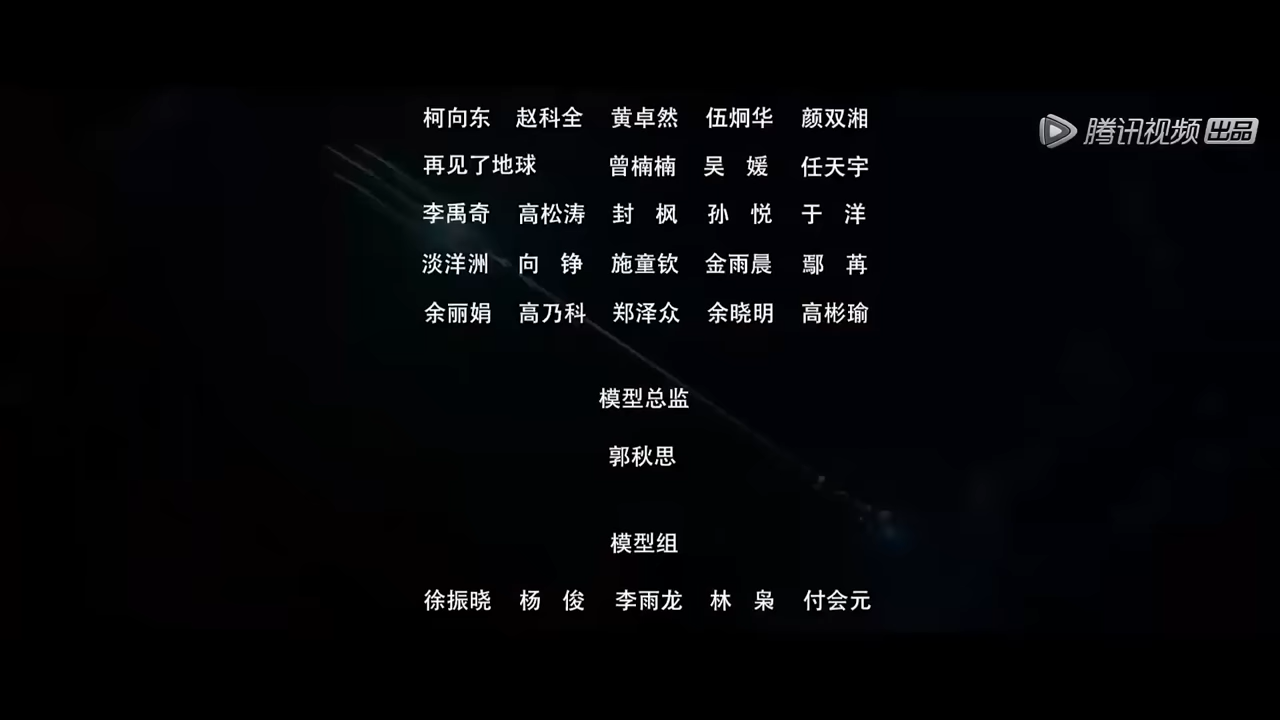 柯向东 赵科全 黄卓然 伍炯华 颜双湘
腾讯视频 出品
再见了地球 曾楠楠 吴 媛 任天宇
李禹奇 高松涛 封 枫 孙 悦 于 洋
淡洋洲 向 铮 施童钦 金雨晨 鄢 苒
余丽娟 高乃科 郑泽众 余晓明 高彬瑜
模型总监
郭秋思
模型组
徐振晓 杨 俊 李雨龙 林 枭 付会元